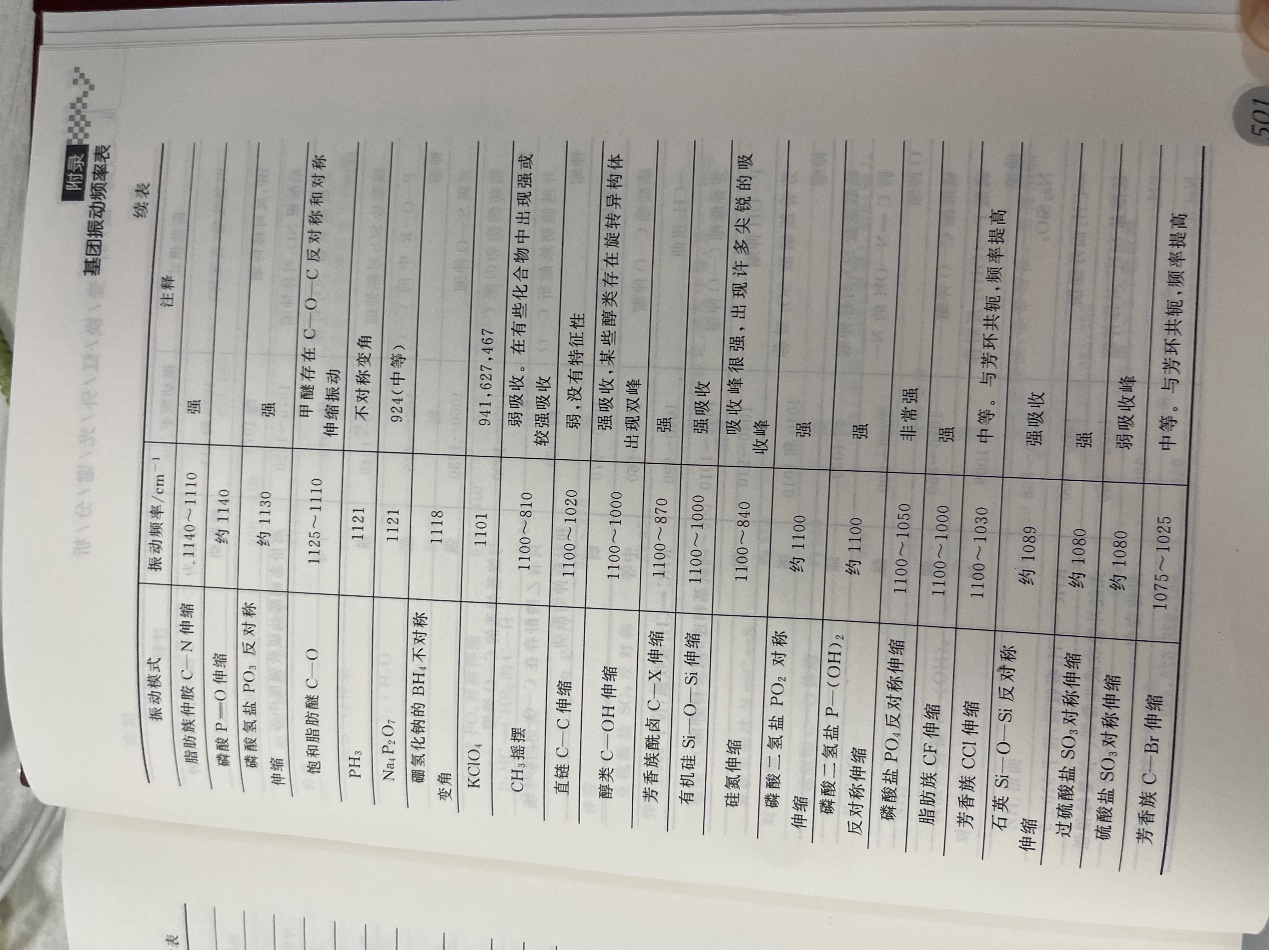 附录
基团振动频率表
续表
振动模式 振动频率/cm⁻¹ 注释
脂肪族仲胺 C—N 伸缩 1140～1110 强
磷酸 P=O 伸缩 约 1140
磷酸氢盐 PO₃ 反对称 约 1130 强
伸缩
饱和脂肪醚 C—O 1125～1110 甲醚存在 C—O—C 反对称和对称
伸缩振动
PH₃ 1121 不对称变角
Na₄P₂O₇ 1121 924(中等)
硼氢化钠的 BH₄不对称 1118
变角
KClO₄ 1101 941,627,467
CH₃摇摆 1100～810 弱吸收。在有些化合物中出现强或
较强吸收
直链 C—C 伸缩 1100～1020 弱,没有特征性
醇类 C—OH 伸缩 1100～1000 强吸收,某些醇类存在旋转异构体
出现双峰
芳香族酰卤 C—X 伸缩 1100～870 强
有机硅 Si—O—Si 伸缩 1100～1000 强吸收
硅氮伸缩 1100～840 吸收峰很强,出现许多尖锐的吸
收峰
磷酸二氢盐 PO₂ 对称 约 1100 强
伸缩
磷酸二氢盐 P—(OH)₂ 约 1100 强
反对称伸缩
磷酸盐 PO₄反对称伸缩 1100～1050 非常强
脂肪族 CF 伸缩 1100～1000 强
芳香族 CCl 伸缩 1100～1030 中等。与芳环共轭,频率提高
石英 Si—O—Si 反对称 约 1089 强吸收
伸缩
过硫酸盐 SO₃对称伸缩 约 1080 强
硫酸盐 SO₃对称伸缩 约 1080 弱吸收峰
芳香族 C—Br 伸缩 1075～1025 中等。与芳环共轭,频率提高
501
表